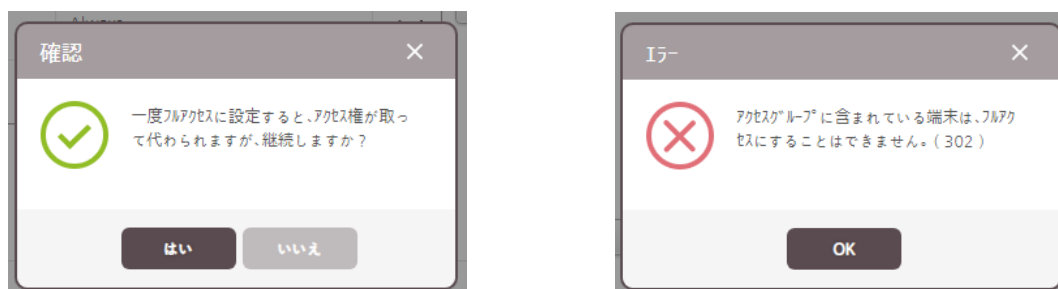 Always
確認
一度ﾌﾙｱｸｾｽに設定すると､ｱｸｾｽ権が取っ
て代わられますが､継続しますか？
はい
いいえ
ｴﾗｰ
ｱｸｾｽｸﾞﾙｰﾌﾟに含まれている端末は､ﾌﾙｱｸ
ｾｽにすることはできません｡(302)
OK